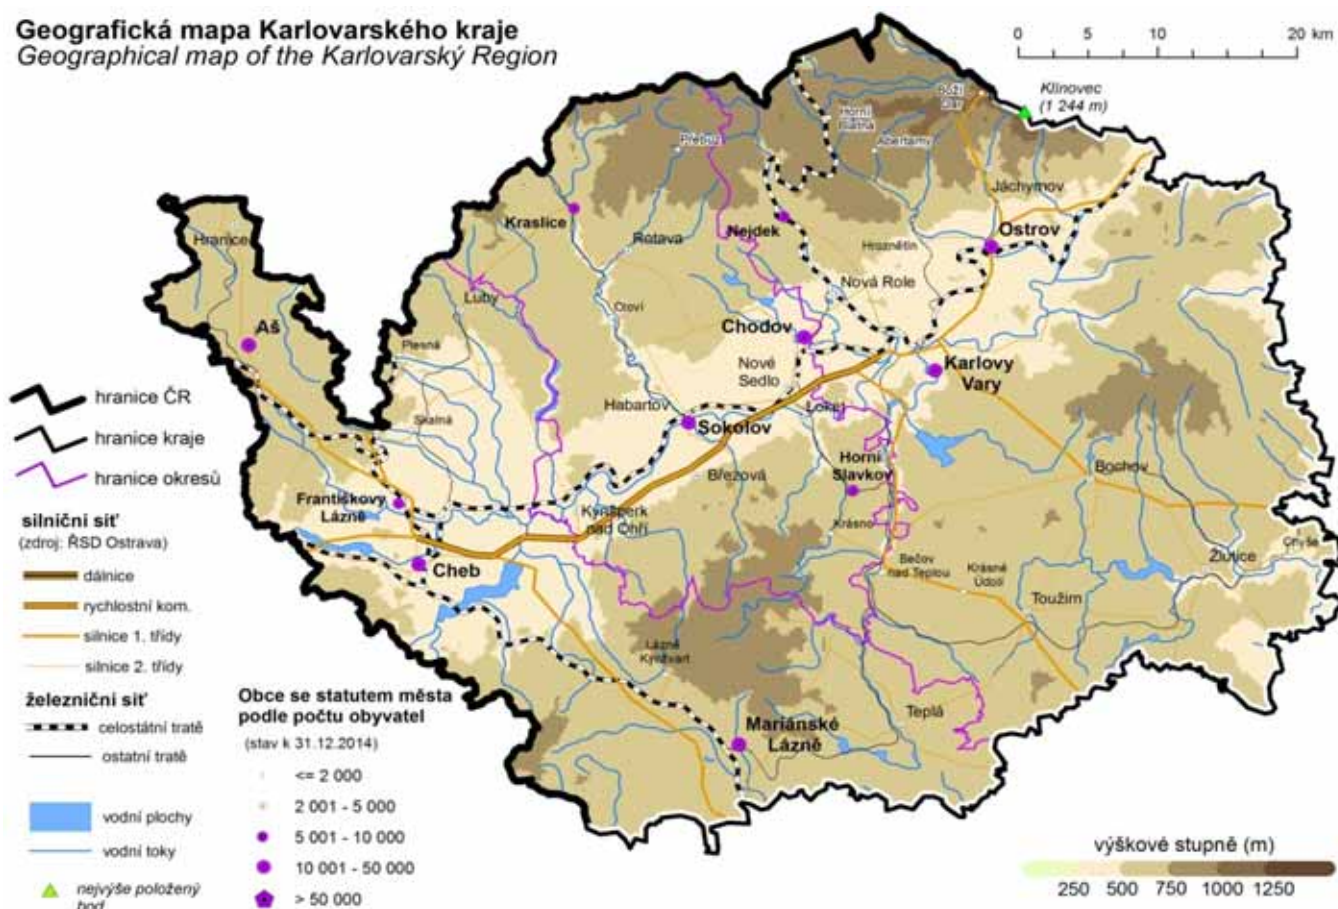 Geografická mapa Karlovarského kraje
Geographical map of the Karlovarský Region
0 5 10 20 km
Klínovec
(1 244 m)
Boží
Dar
Horní
Blatná
Abertamy
Přebuz
Jáchymov
Kraslice
Nejdek
Ostrov
Hranice
Rotava
Hroznětín
Nová Role
Luby
Oloví
Aš
Chodov
Plesná
Nové
Sedlo
Karlovy
Vary
hranice ČR
Habartov
Loket
Skalná
Sokolov
hranice kraje
Horní
Slavkov
Bochov
Březová
hranice okresů
Františkovy
Lázně
Kynšperk
nad Ohří
Krásno
silniční síť
(zdroj: ŘSD Ostrava)
Chyše
Žlutice
Bečov
nad Teplou
Krásné
Údolí
Cheb
dálnice
Toužim
rychlostní kom.
silnice 1. třídy
Lázně
Kynžvart
silnice 2. třídy
železniční síť
Obce se statutem města
podle počtu obyvatel
(stav k 31.12.2014)
Teplá
celostátní tratě
Mariánské
Lázně
ostatní tratě
<= 2 000
2 001 - 5 000
vodní plochy
5 001 - 10 000
vodní toky
10 001 - 50 000
nejvýše položený
bod
> 50 000
výškové stupně (m)
250 500 750 1000 1250